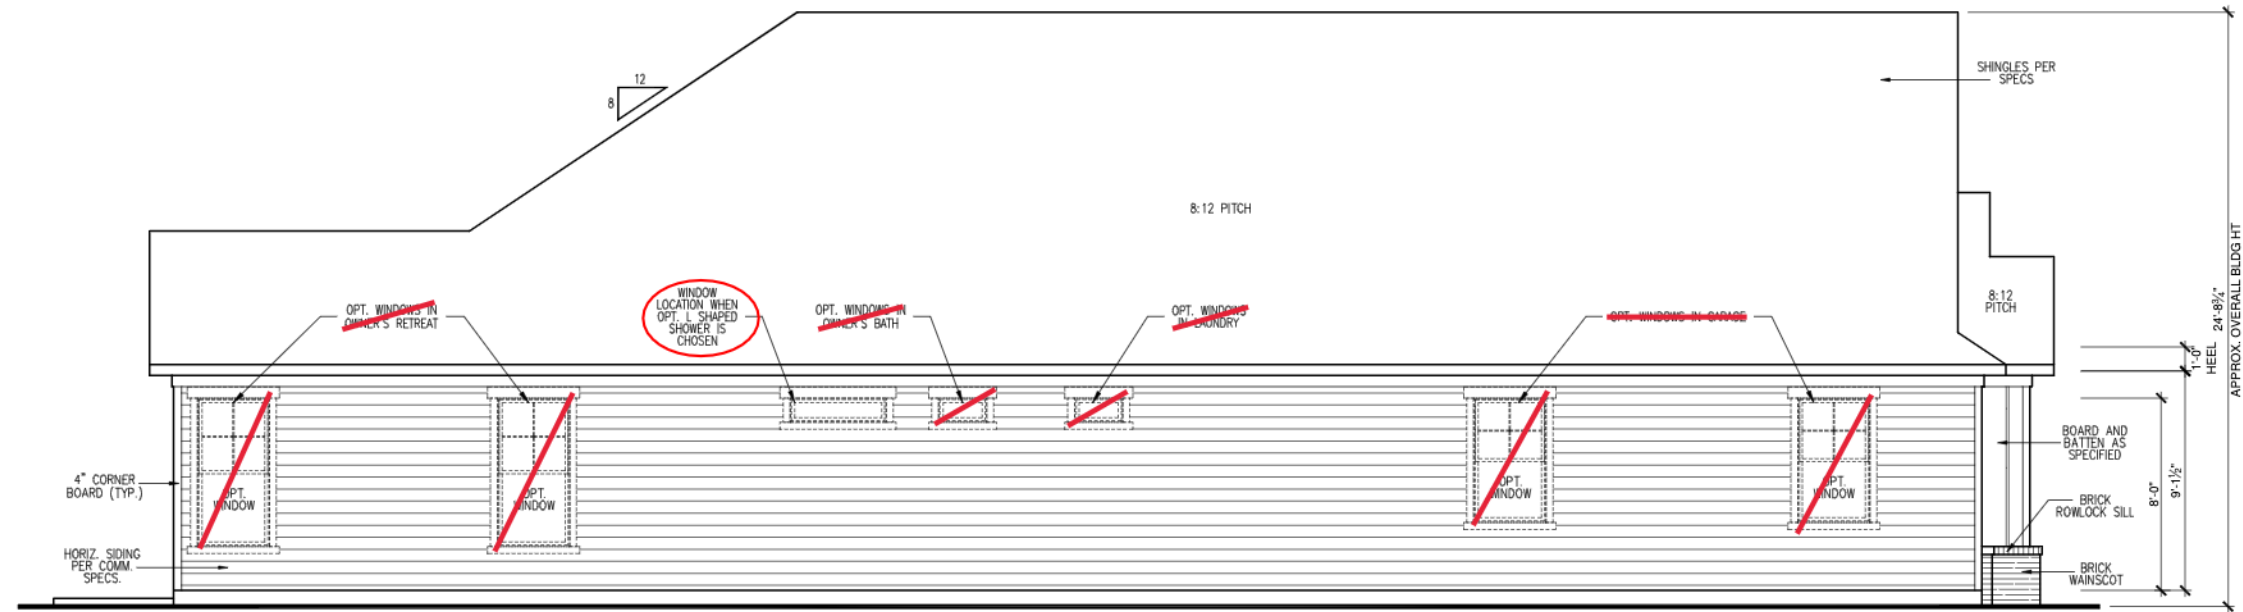 12
8
SHINGLES PER
SPECS
8:12 PITCH
8:12
PITCH
WINDOW
LOCATION WHEN
OPT. L SHAPED
SHOWER IS
CHOSEN
OPT. WINDOWS IN
OWNER'S RETREAT
OPT. WINDOWS IN
OWNER'S BATH
OPT. WINDOWS
IN LAUNDRY
OPT. WINDOWS IN GARAGE
1'-0"
HEEL
24'-8¾"
APPROX. OVERALL BLDG HT
BOARD AND
BATTEN AS
SPECIFIED
4" CORNER
BOARD (TYP.)
OPT.
WINDOW
OPT.
WINDOW
OPT.
WINDOW
OPT.
WINDOW
8'-0"
9'-1½"
BRICK
ROWLOCK SILL
HORIZ. SIDING
PER COMM.
SPECS.
BRICK
WAINSCOT